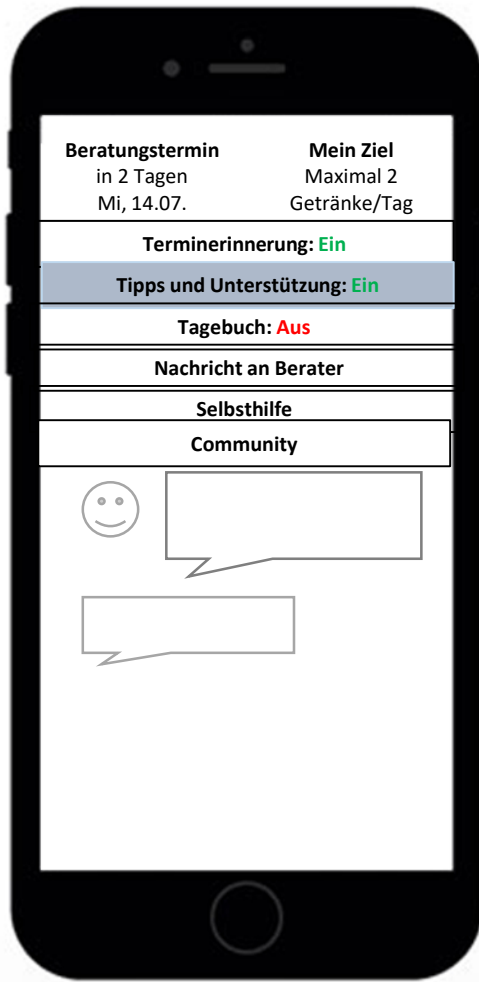 Beratungstermin
in 2 Tagen
Mi, 14.07.
Mein Ziel
Maximal 2
Getränke/Tag
Terminerinnerung: Ein
Tipps und Unterstützung: Ein
Tagebuch: Aus
Nachricht an Berater
Selbsthilfe
Community